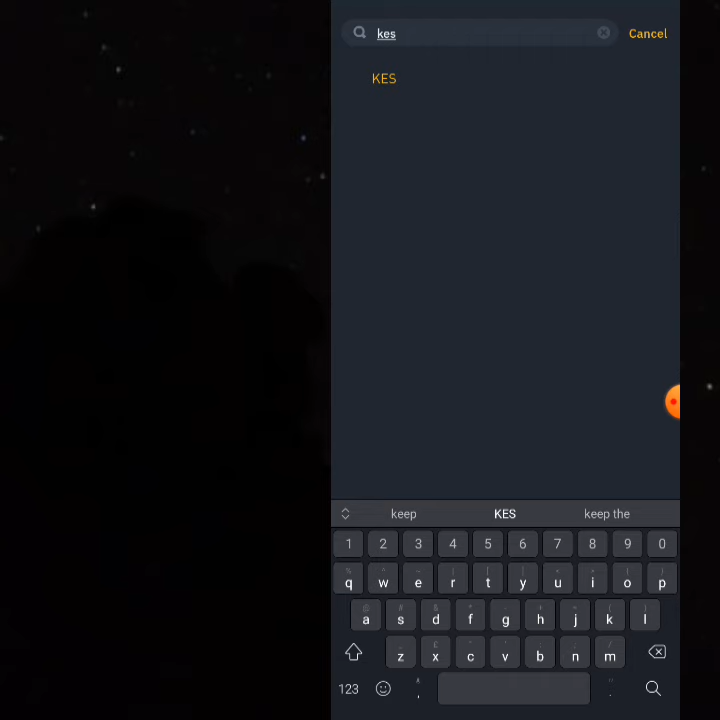 kes
Cancel
KES
keep KES keep the
1 2 3 4 5 6 7 8 9 0
q w e r t y u i o p
a s d f g h j k l
z x c v b n m
123 , .